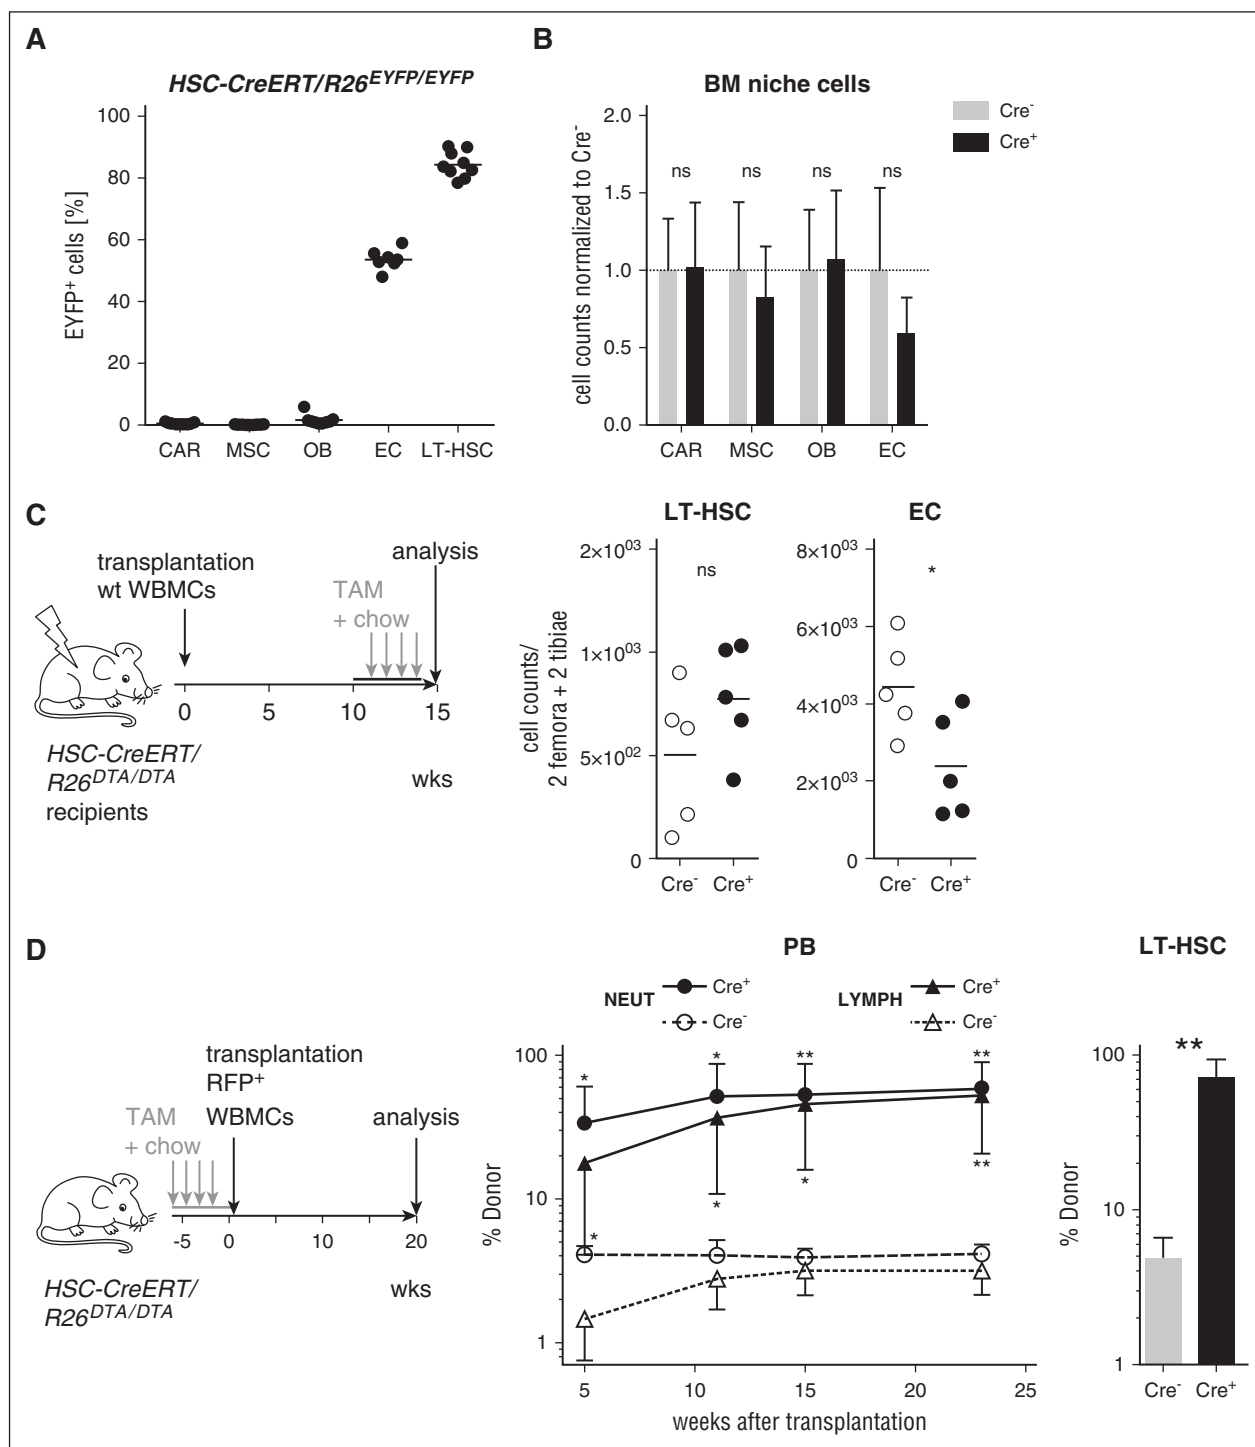 A
HSC-CreERT/R26^EYFP/EYFP
EYFP+ cells [%]
100
80
60
40
20
0
CAR MSC OB EC LT-HSC
B
BM niche cells
Cre-
Cre+
cell counts normalized to Cre-
2.0
1.5
1.0
0.5
0.0
ns ns ns ns
CAR MSC OB EC
C
transplantation
wt WBMCs
analysis
TAM
+ chow
0 5 10 15
wks
HSC-CreERT/
R26^DTA/DTA
recipients
LT-HSC
cell counts/
2 femora + 2 tibiae
2×10^03
1×10^03
5×10^02
0
ns
Cre- Cre+
EC
8×10^03
6×10^03
4×10^03
2×10^03
0
*
Cre- Cre+
D
transplantation
RFP+
WBMCs
TAM
+ chow
analysis
-5 0 10 20
wks
HSC-CreERT/
R26^DTA/DTA
PB
NEUT Cre+
Cre-
LYMPH Cre+
Cre-
% Donor
100
10
1
* * ** **
* * * **
5 10 15 20 25
weeks after transplantation
LT-HSC
% Donor
100
10
1
**
Cre- Cre+